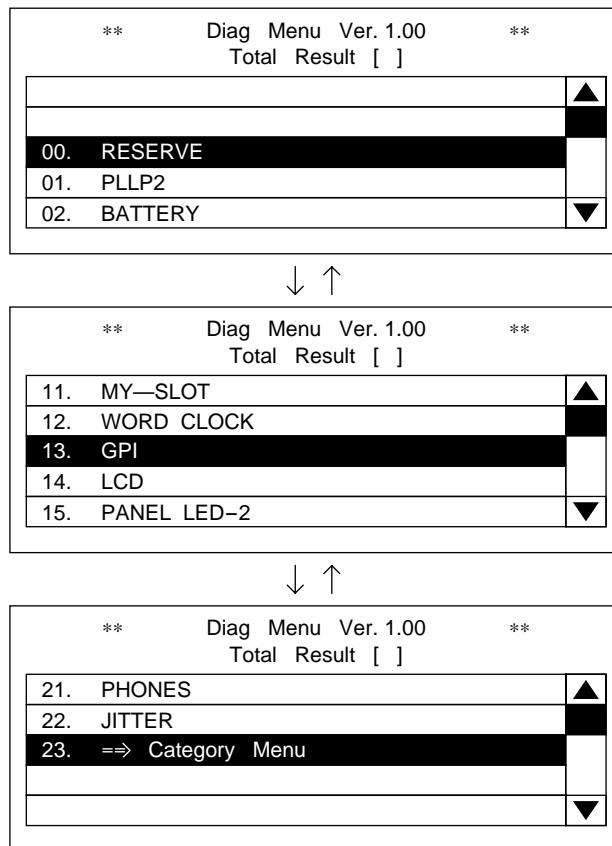 ** Diag Menu Ver. 1.00 **
Total Result [ ]
00. RESERVE
01. PLLP2
02. BATTERY
↓ ↑
** Diag Menu Ver. 1.00 **
Total Result [ ]
11. MY—SLOT
12. WORD CLOCK
13. GPI
14. LCD
15. PANEL LED−2
↓ ↑
** Diag Menu Ver. 1.00 **
Total Result [ ]
21. PHONES
22. JITTER
23. ==> Category Menu